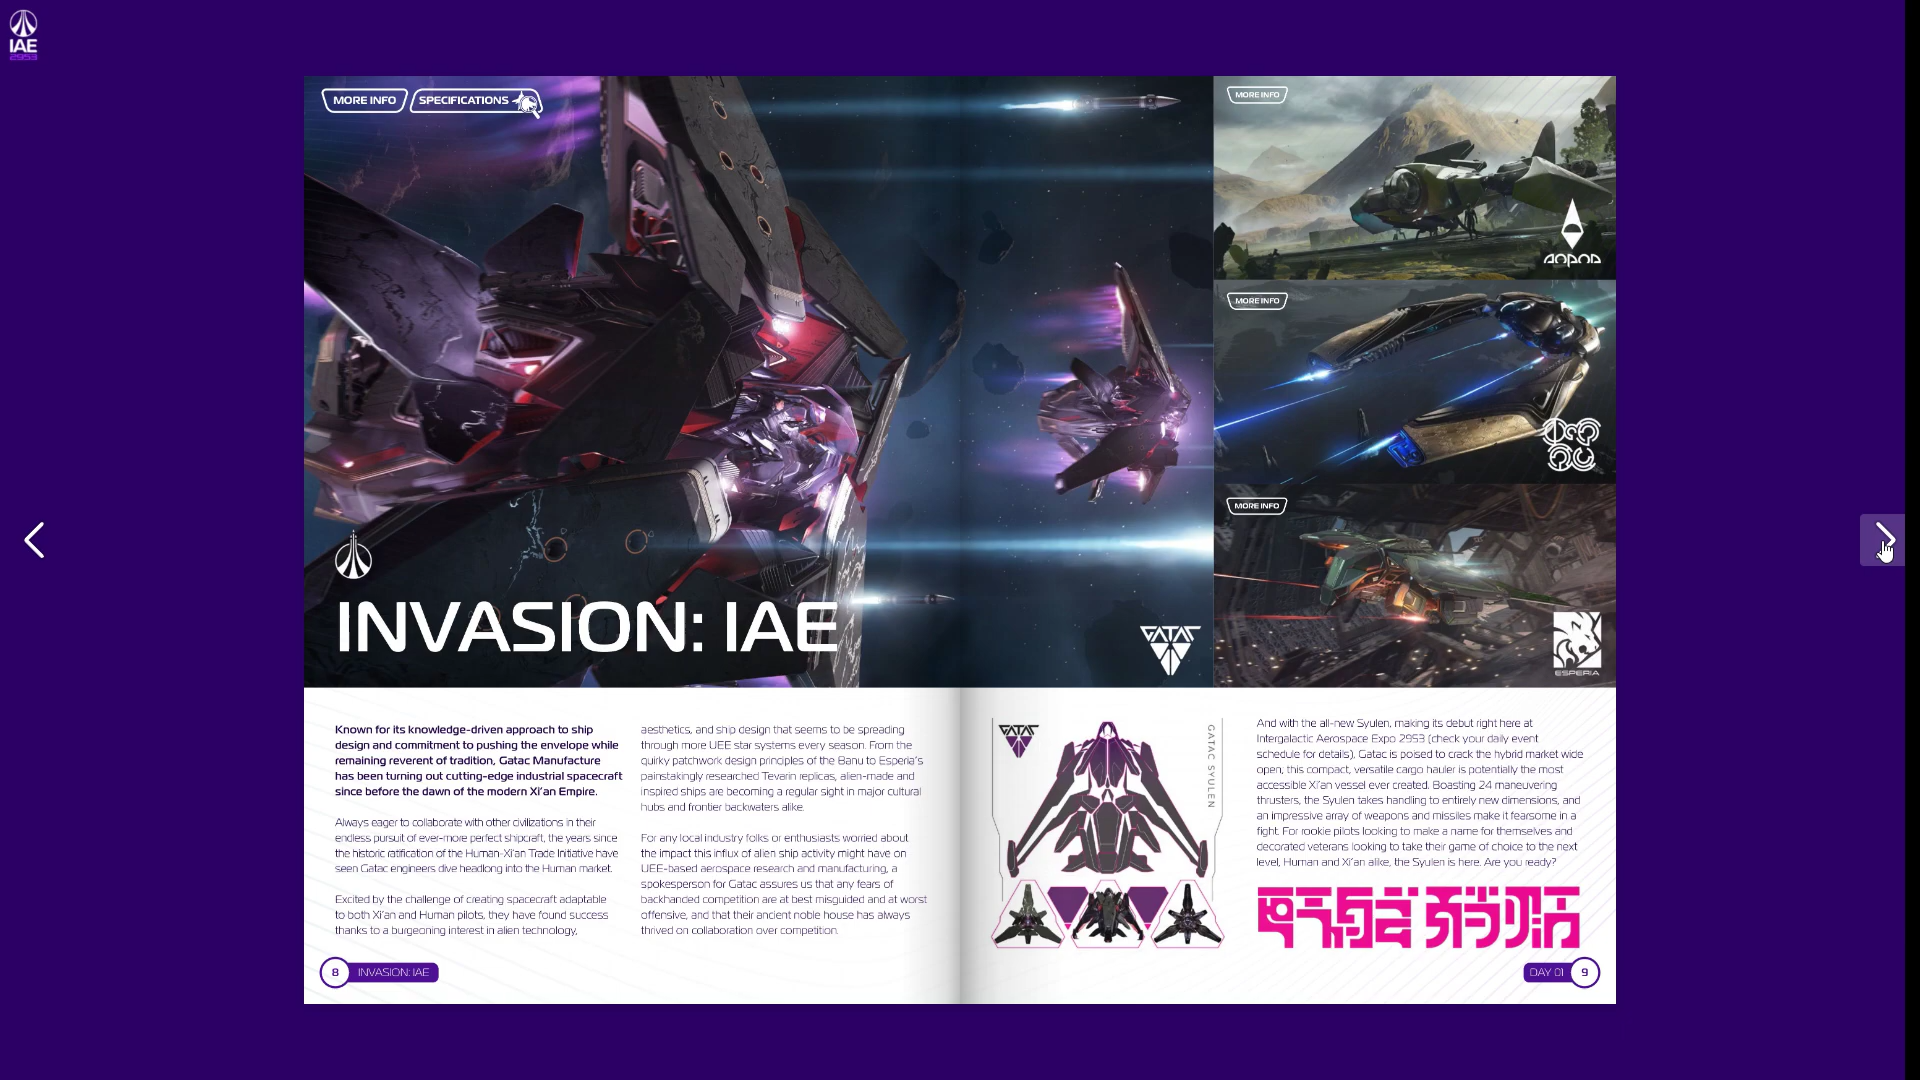 IAE
2953
MORE INFO
SPECIFICATIONS
MORE INFO
AOPOA
MORE INFO
MORE INFO
ESPERIA
GATAC
INVASION: IAE
Known for its knowledge-driven approach to ship
design and commitment to pushing the envelope while
remaining reverent of tradition, Gatac Manufacture
has been turning out cutting-edge industrial spacecraft
since before the dawn of the modern Xi'an Empire.
Always eager to collaborate with other civilizations in their
endless pursuit of ever-more perfect shipcraft, the years since
the historic ratification of the Human-Xi'an Trade Initiative have
seen Gatac engineers dive headlong into the Human market.
Excited by the challenge of creating spacecraft adaptable
to both Xi'an and Human pilots, they have found success
thanks to a burgeoning interest in alien technology,
aesthetics, and ship design that seems to be spreading
through more UEE star systems every season. From the
quirky patchwork design principles of the Banu to Esperia's
painstakingly researched Tevarin replicas, alien-made and
inspired ships are becoming a regular sight in major cultural
hubs and frontier backwaters alike.
For any local industry folks or enthusiasts worried about
the impact this influx of alien ship activity might have on
UEE-based aerospace research and manufacturing, a
spokesperson for Gatac assures us that any fears of
backhanded competition are at best misguided and at worst
offensive, and that their ancient noble house has always
thrived on collaboration over competition.
GATAC
GATAC SYULEN
And with the all-new Syulen, making its debut right here at
Intergalactic Aerospace Expo 2953 (check your daily event
schedule for details), Gatac is poised to crack the hybrid market wide
open; this compact, versatile cargo hauler is potentially the most
accessible Xi'an vessel ever created. Boasting 24 maneuvering
thrusters, the Syulen takes handling to entirely new dimensions, and
an impressive array of weapons and missiles make it fearsome in a
fight. For rookie pilots looking to make a name for themselves and
decorated veterans looking to take their game of choice to the next
level, Human and Xi'an alike, the Syulen is here. Are you ready?
8
INVASION: IAE
DAY 01
9